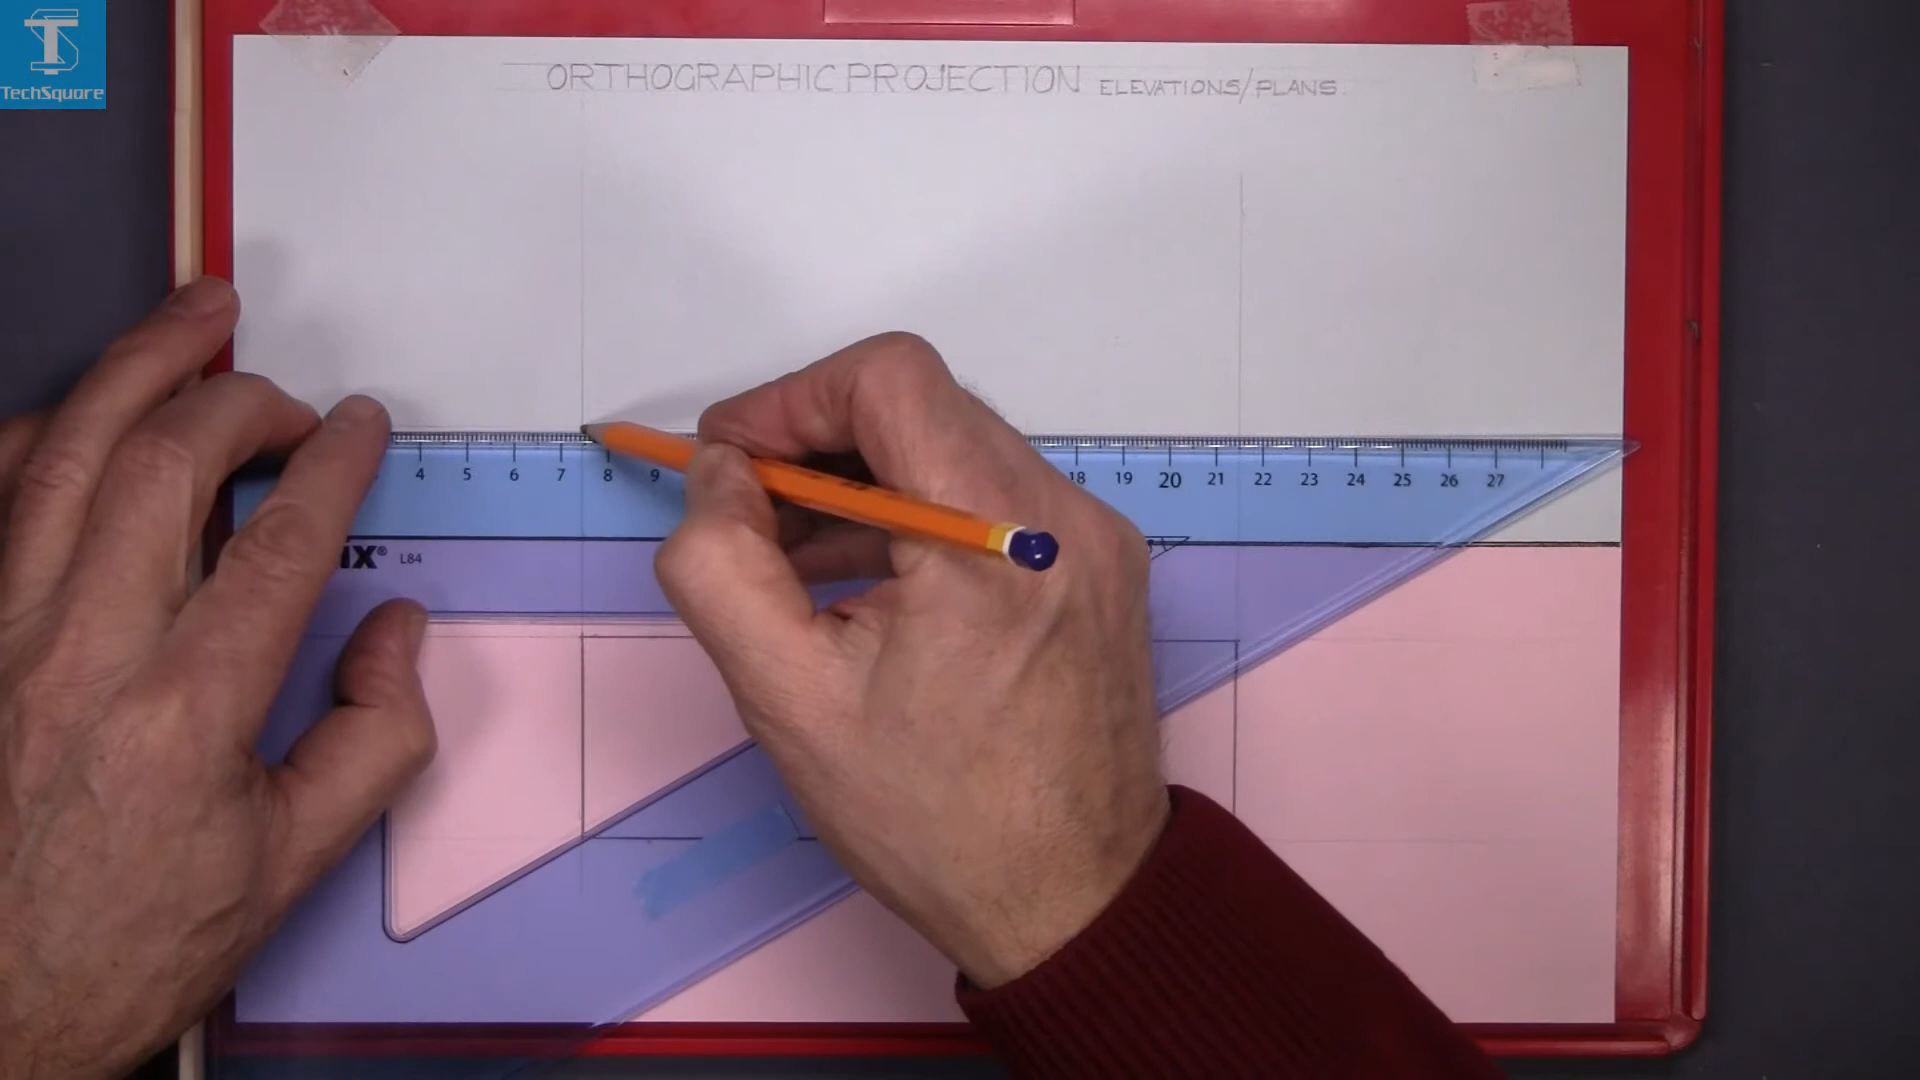 TechSquare
ORTHOGRAPHIC PROJECTION ELEVATIONS/PLANS
4 5 6 7 8 9 18 19 20 21 22 23 24 25 26 27
ix® L84